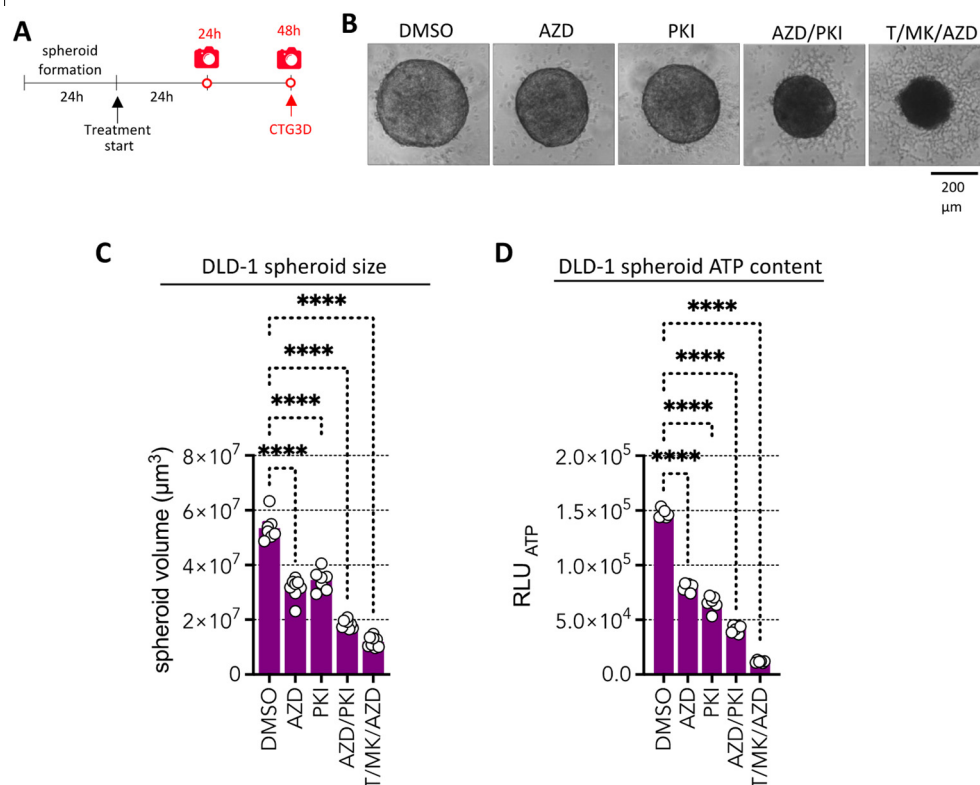 A
24h
48h
spheroid
formation
24h
24h
Treatment
start
CTG3D
B
DMSO
AZD
PKI
AZD/PKI
T/MK/AZD
200
µm
C
DLD-1 spheroid size
****
****
****
****
spheroid volume (µm³)
8×10⁷
6×10⁷
4×10⁷
2×10⁷
0
DMSO
AZD
PKI
AZD/PKI
T/MK/AZD
D
DLD-1 spheroid ATP content
****
****
****
****
RLU ATP
2.0×10⁵
1.5×10⁵
1.0×10⁵
5.0×10⁴
0.0
DMSO
AZD
PKI
AZD/PKI
T/MK/AZD